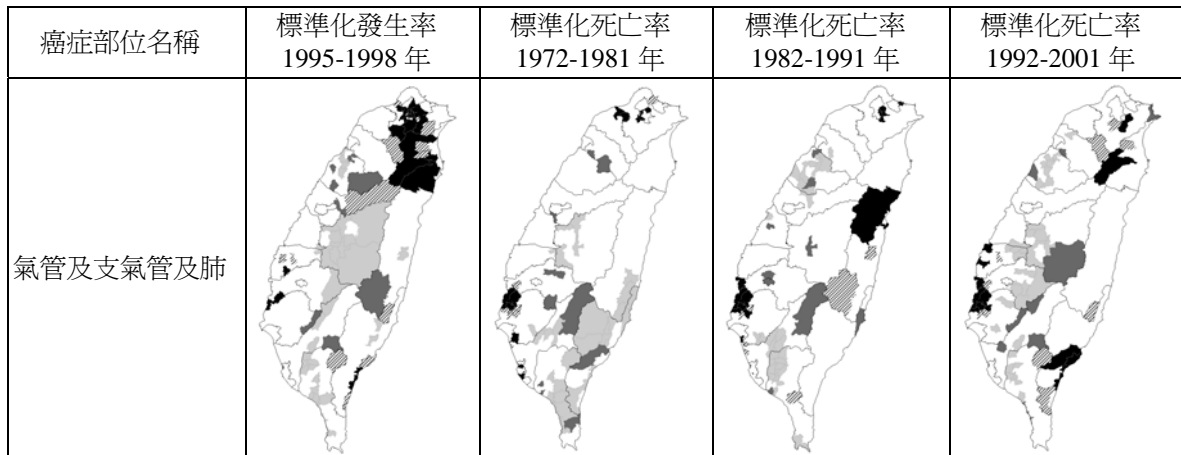 癌症部位名稱
標準化發生率
1995-1998 年
標準化死亡率
1972-1981 年
標準化死亡率
1982-1991 年
標準化死亡率
1992-2001 年
氣管及支氣管及肺